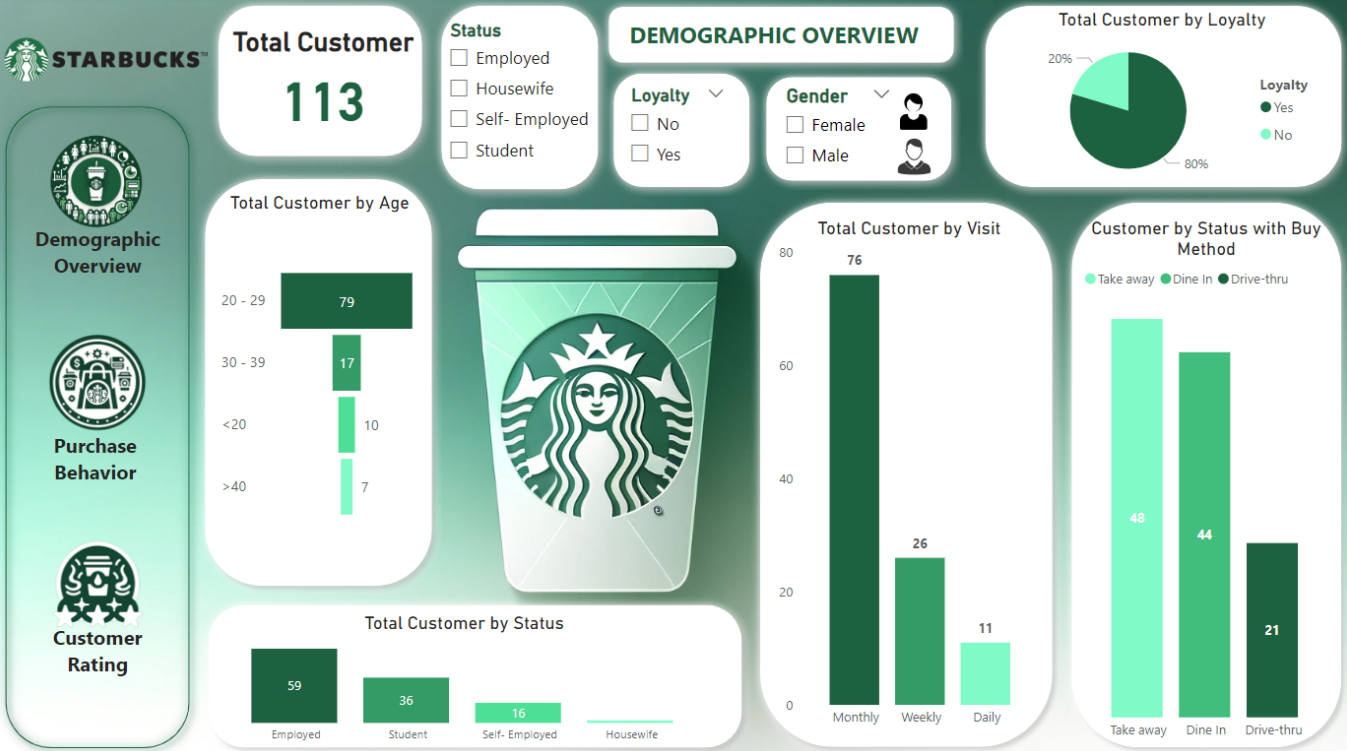 STARBUCKS™
Demographic
Overview
Purchase
Behavior
Customer
Rating
Total Customer
113
Status
Employed
Housewife
Self- Employed
Student
DEMOGRAPHIC OVERVIEW
Loyalty
No
Yes
Gender
Female
Male
Total Customer by Loyalty
20%
80%
Loyalty
Yes
No
Total Customer by Age
20 - 29
79
30 - 39
17
<20
10
>40
7
Total Customer by Status
59
36
16
Employed
Student
Self- Employed
Housewife
Total Customer by Visit
80
60
40
20
0
76
26
11
Monthly
Weekly
Daily
Customer by Status with Buy
Method
Take away
Dine In
Drive-thru
48
44
21
Take away
Dine In
Drive-thru